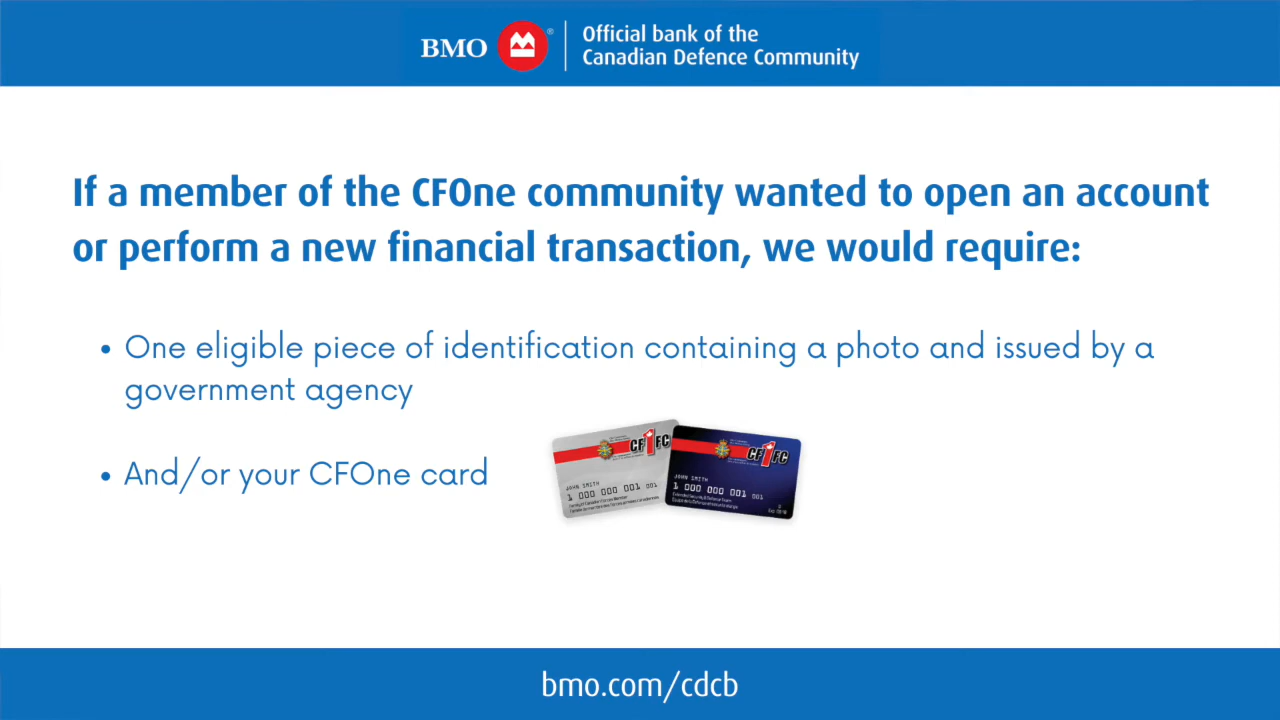 BMO
Official bank of the
Canadian Defence Community
If a member of the CFOne community wanted to open an account
or perform a new financial transaction, we would require:
• One eligible piece of identification containing a photo and issued by a
government agency
• And/or your CFOne card
CF1FC
JOHN SMITH
1 000 000 001 001
CF1FC
JOHN SMITH
1 000 000 001 001
bmo.com/cdcb